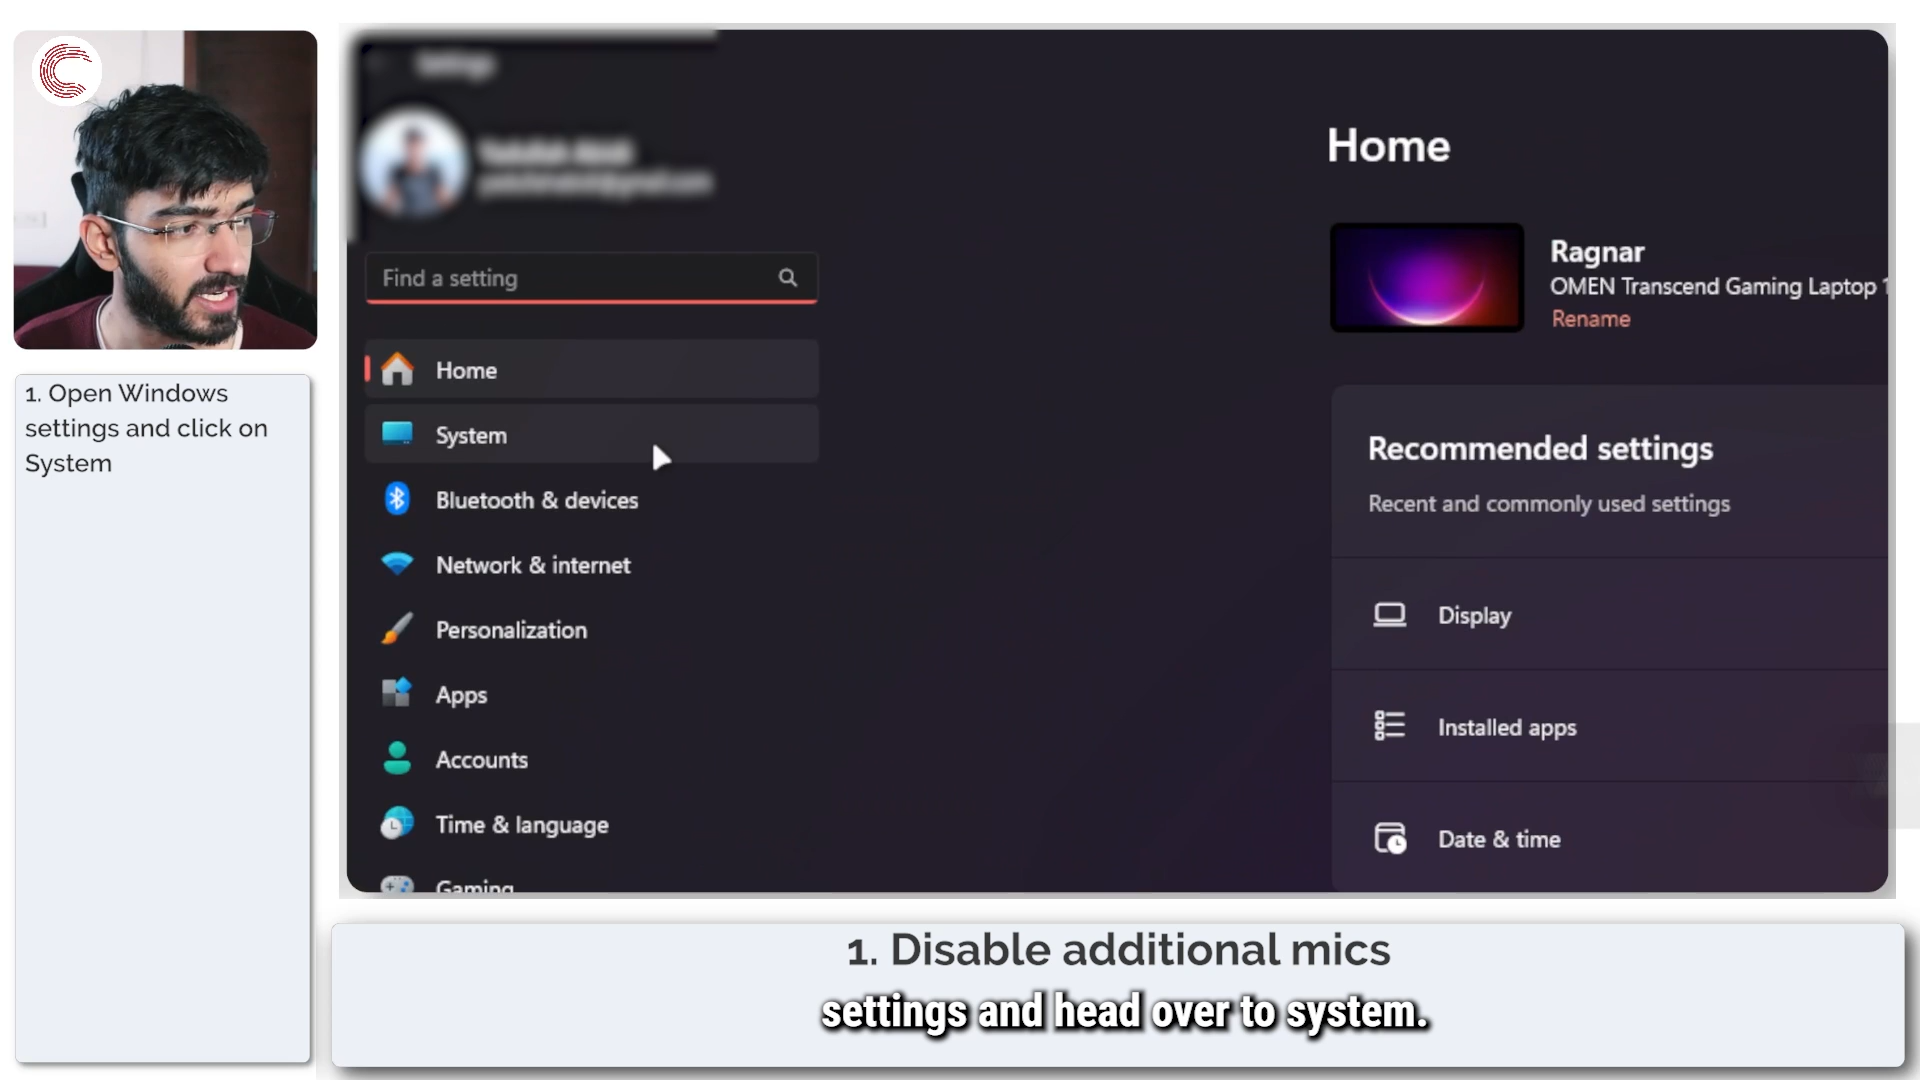 1. Open Windows
settings and click on
System
Find a setting
Home
System
Bluetooth & devices
Network & internet
Personalization
Apps
Accounts
Time & language
Gaming
Home
Ragnar
OMEN Transcend Gaming Laptop 1
Rename
Recommended settings
Recent and commonly used settings
Display
Installed apps
Date & time
1. Disable additional mics
settings and head over to system.